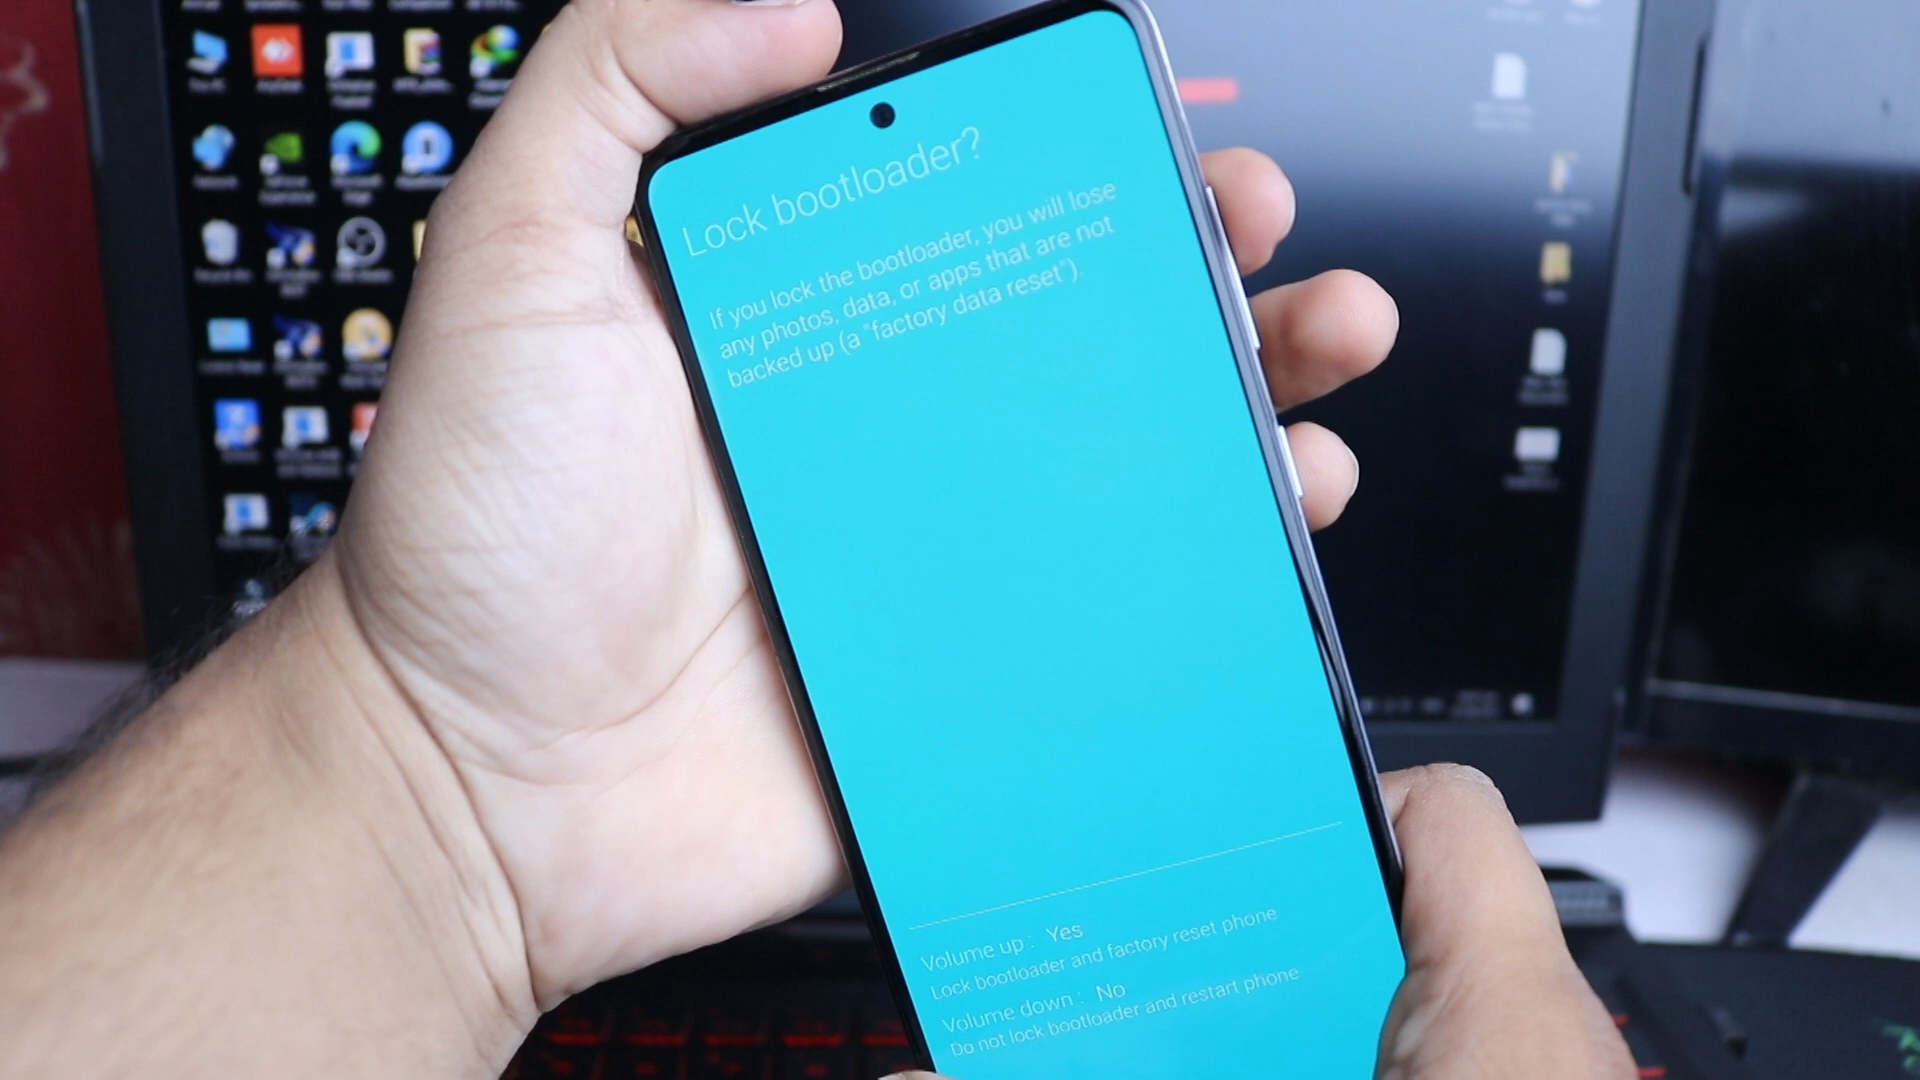 Lock bootloader?
If you lock the bootloader, you will lose
any photos, data, or apps that are not
backed up (a "factory data reset").
Volume up : Yes
Lock bootloader and factory reset phone
Volume down : No
Do not lock bootloader and restart phone